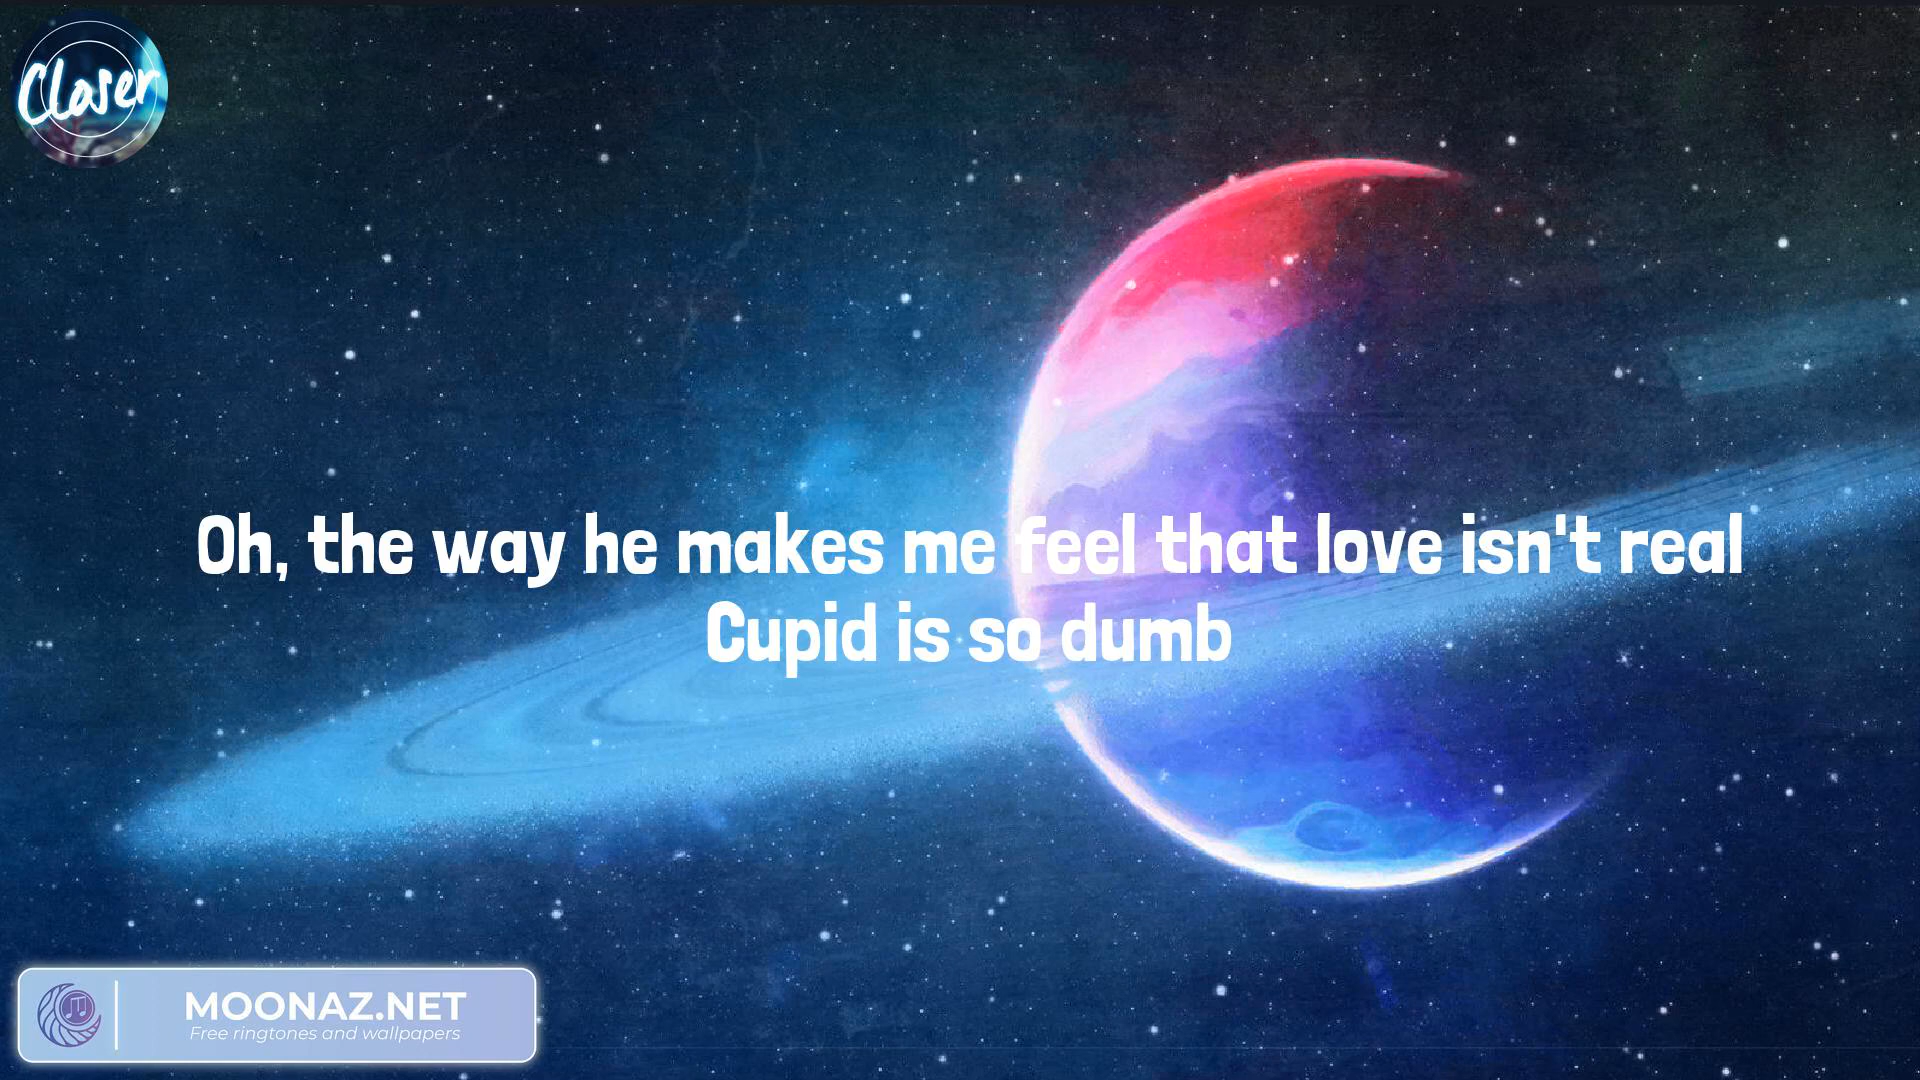 Closer
Oh, the way he makes me feel that love isn't real
Cupid is so dumb
MOONAZ.NET
Free ringtones and wallpapers